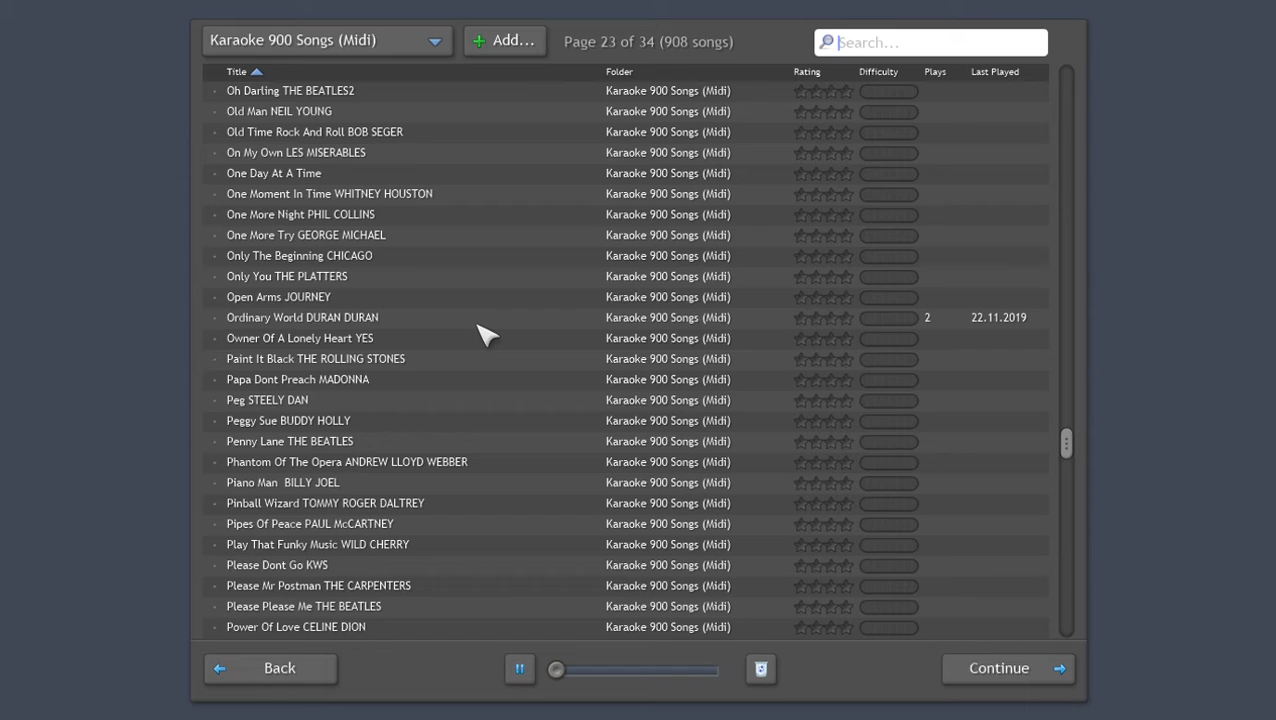 Karaoke 900 Songs (Midi) Add... Page 23 of 34 (908 songs) Search...
Title Folder Rating Difficulty Plays Last Played
Oh Darling THE BEATLES2 Karaoke 900 Songs (Midi)
Old Man NEIL YOUNG Karaoke 900 Songs (Midi)
Old Time Rock And Roll BOB SEGER Karaoke 900 Songs (Midi)
On My Own LES MISERABLES Karaoke 900 Songs (Midi)
One Day At A Time Karaoke 900 Songs (Midi)
One Moment In Time WHITNEY HOUSTON Karaoke 900 Songs (Midi)
One More Night PHIL COLLINS Karaoke 900 Songs (Midi)
One More Try GEORGE MICHAEL Karaoke 900 Songs (Midi)
Only The Beginning CHICAGO Karaoke 900 Songs (Midi)
Only You THE PLATTERS Karaoke 900 Songs (Midi)
Open Arms JOURNEY Karaoke 900 Songs (Midi)
Ordinary World DURAN DURAN Karaoke 900 Songs (Midi) 2 22.11.2019
Owner Of A Lonely Heart YES Karaoke 900 Songs (Midi)
Paint It Black THE ROLLING STONES Karaoke 900 Songs (Midi)
Papa Dont Preach MADONNA Karaoke 900 Songs (Midi)
Peg STEELY DAN Karaoke 900 Songs (Midi)
Peggy Sue BUDDY HOLLY Karaoke 900 Songs (Midi)
Penny Lane THE BEATLES Karaoke 900 Songs (Midi)
Phantom Of The Opera ANDREW LLOYD WEBBER Karaoke 900 Songs (Midi)
Piano Man BILLY JOEL Karaoke 900 Songs (Midi)
Pinball Wizard TOMMY ROGER DALTREY Karaoke 900 Songs (Midi)
Pipes Of Peace PAUL McCARTNEY Karaoke 900 Songs (Midi)
Play That Funky Music WILD CHERRY Karaoke 900 Songs (Midi)
Please Dont Go KWS Karaoke 900 Songs (Midi)
Please Mr Postman THE CARPENTERS Karaoke 900 Songs (Midi)
Please Please Me THE BEATLES Karaoke 900 Songs (Midi)
Power Of Love CELINE DION Karaoke 900 Songs (Midi)
Back Continue